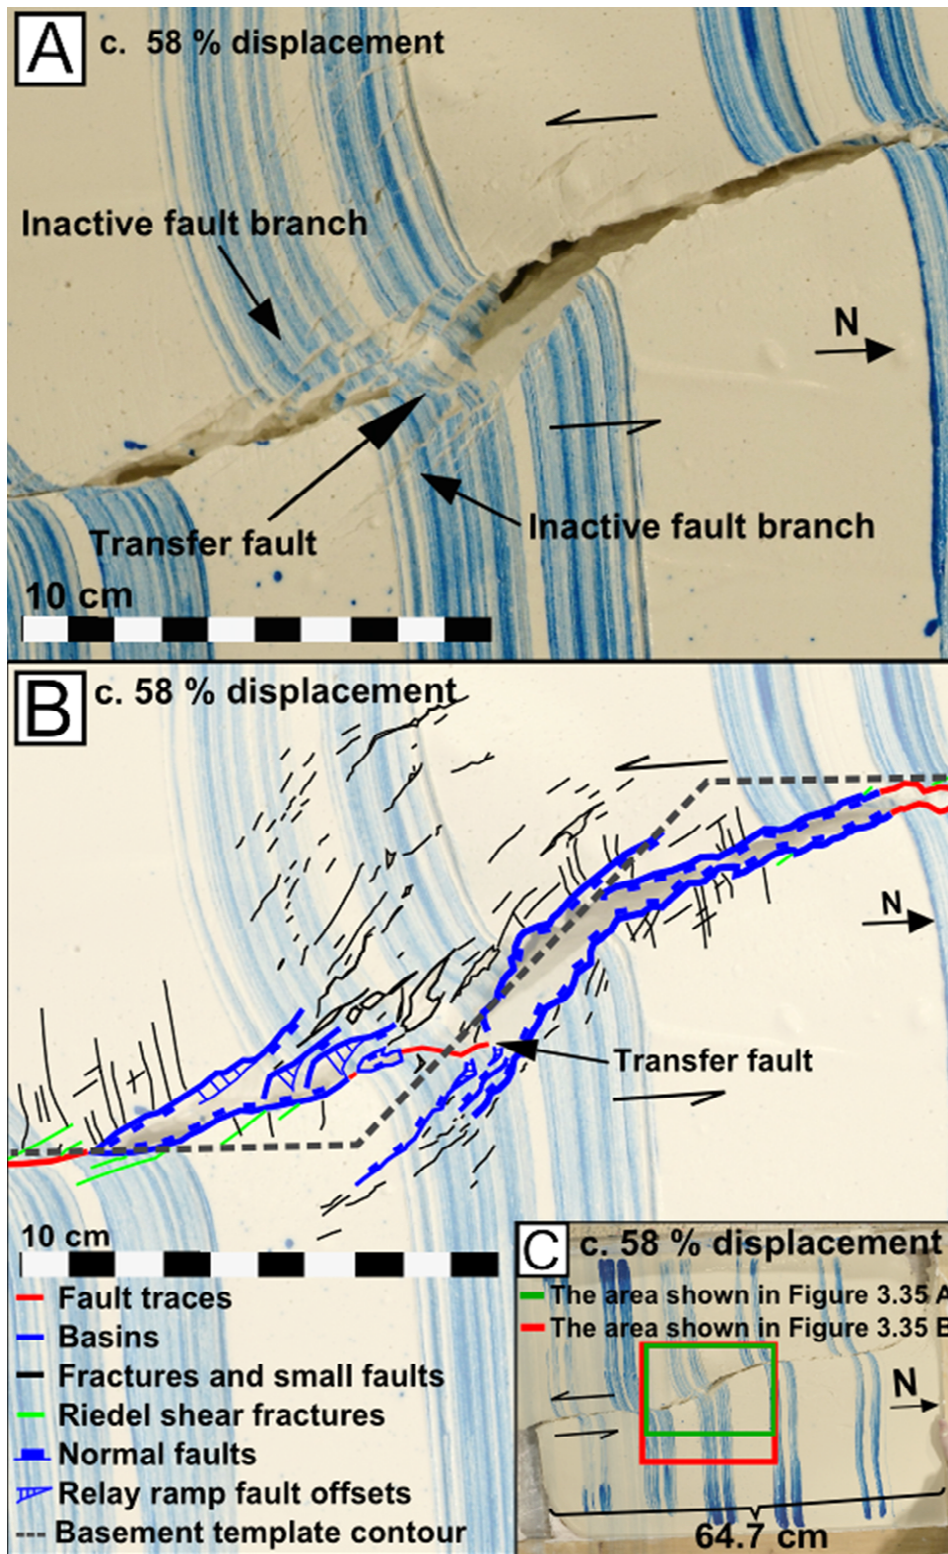 A
c. 58 % displacement
Inactive fault branch
N
Transfer fault
Inactive fault branch
10 cm
B
c. 58 % displacement
N
Transfer fault
10 cm
Fault traces
Basins
Fractures and small faults
Riedel shear fractures
Normal faults
Relay ramp fault offsets
Basement template contour
C
c. 58 % displacement
The area shown in Figure 3.35 A
The area shown in Figure 3.35 B
N
64.7 cm